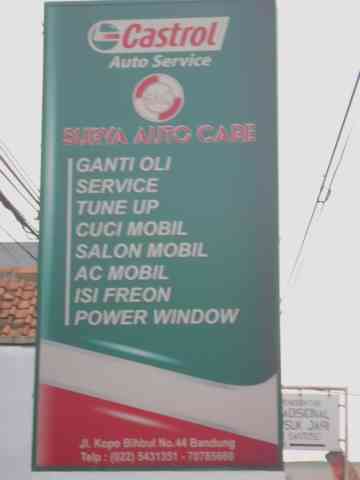 Castrol
Auto Service
SURYA AUTO CARE
GANTI OLI
SERVICE
TUNE UP
CUCI MOBIL
SALON MOBIL
AC MOBIL
ISI FREON
POWER WINDOW
Jl. Kopo Bihbul No.44 Bandung
Telp : (022) 5431351 - 70785660